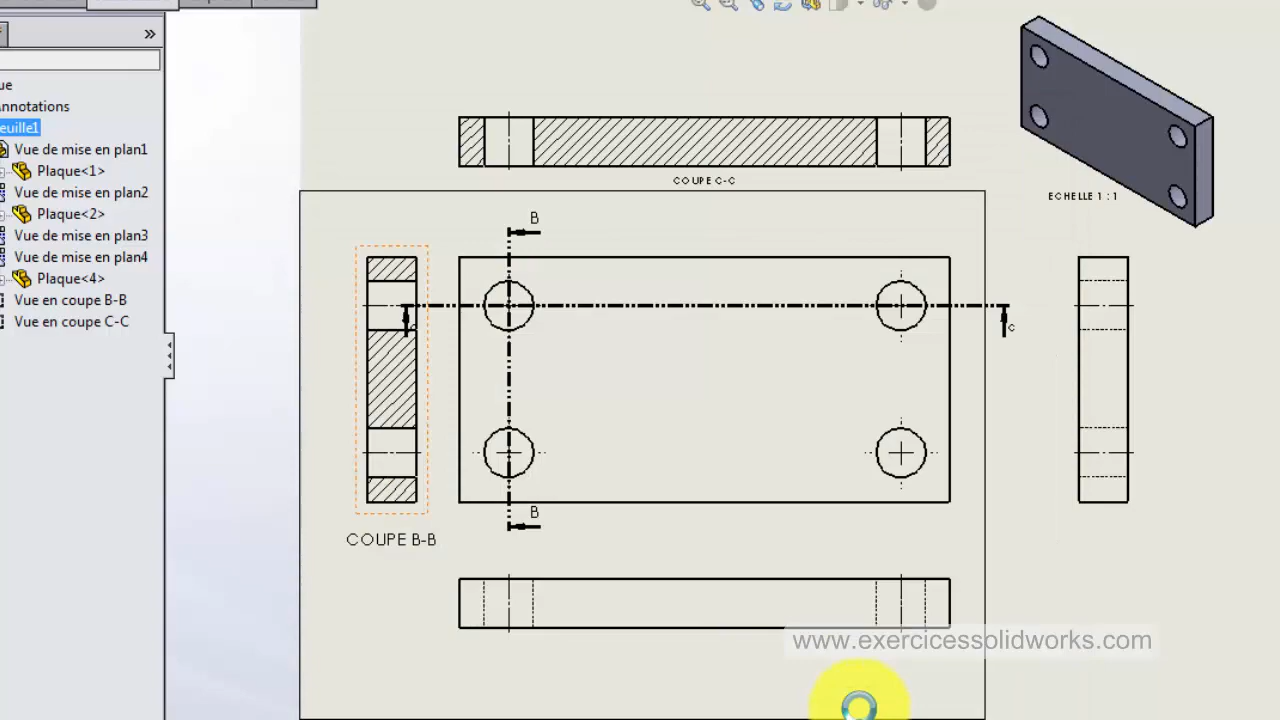 ue
Annotations
euille1
Vue de mise en plan1
Plaque<1>
Vue de mise en plan2
Plaque<2>
Vue de mise en plan3
Vue de mise en plan4
Plaque<4>
Vue en coupe B-B
Vue en coupe C-C
COUPE C-C
ECHELLE 1 : 1
B
C
C
B
COUPE B-B
www.exercicessolidworks.com